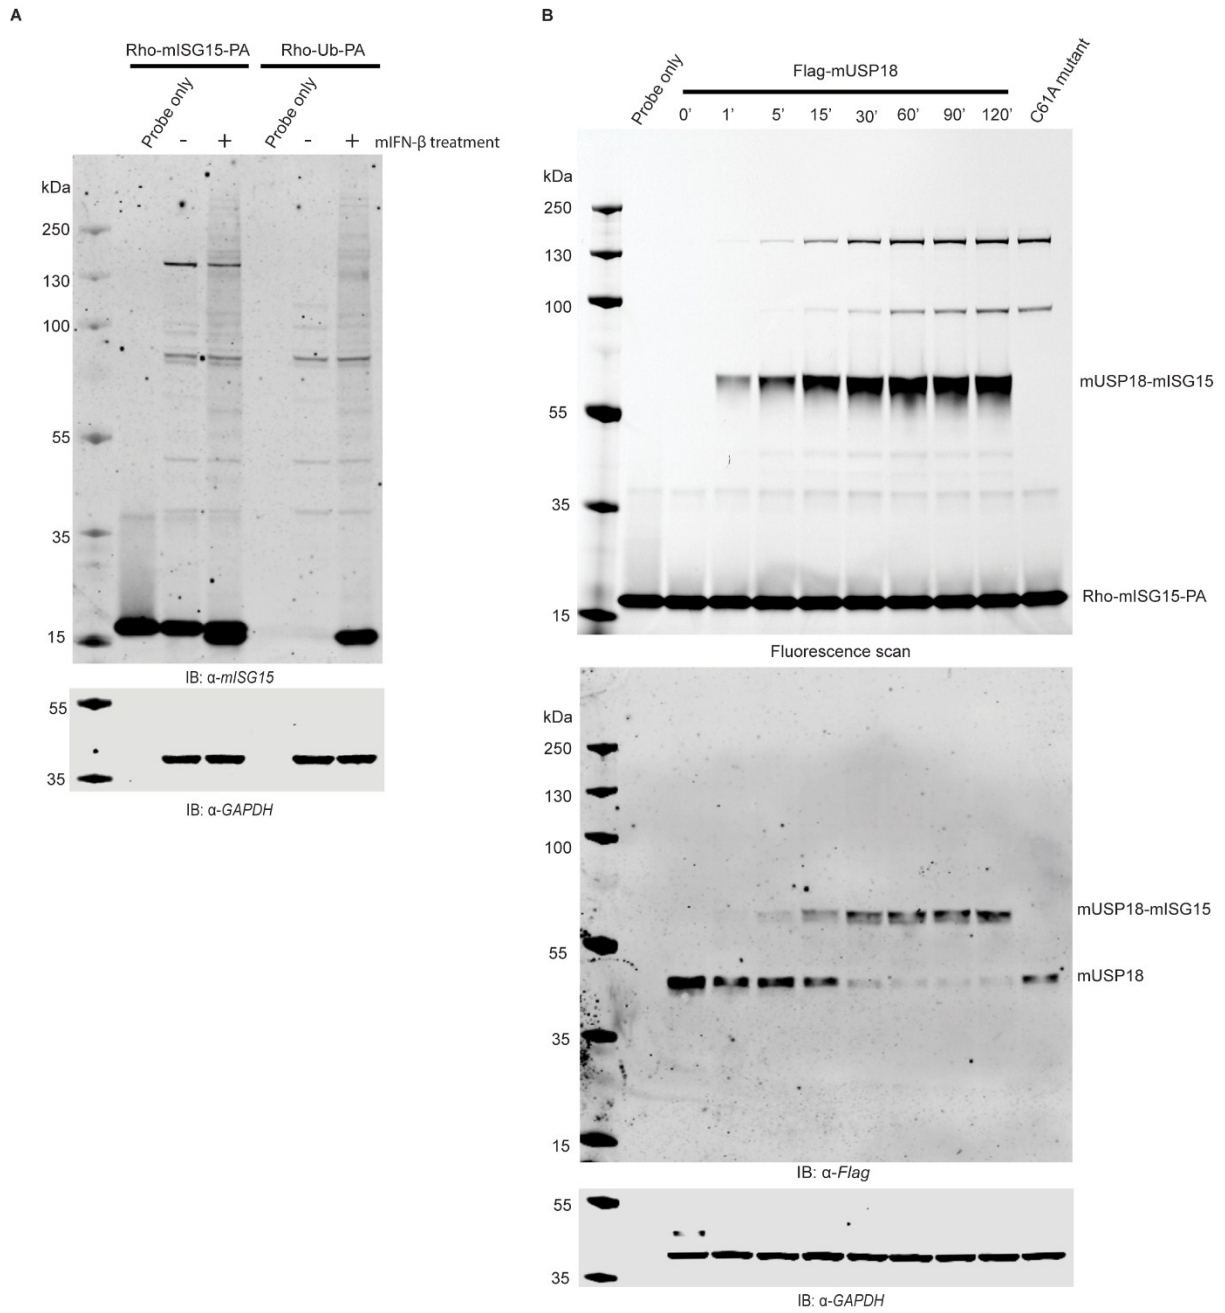 A
Rho-mISG15-PA Rho-Ub-PA
Probe only - + Probe only - + mIFN-β treatment
kDa
250
130
100
55
35
15
IB: α-mISG15
55
35
IB: α-GAPDH
B
Flag-mUSP18
Probe only 0' 1' 5' 15' 30' 60' 90' 120' C61A mutant
kDa
250
130
100
mUSP18-mISG15
55
35
Rho-mISG15-PA
15
Fluorescence scan
kDa
250
130
100
mUSP18-mISG15
55
mUSP18
35
15
IB: α-Flag
55
35
IB: α-GAPDH